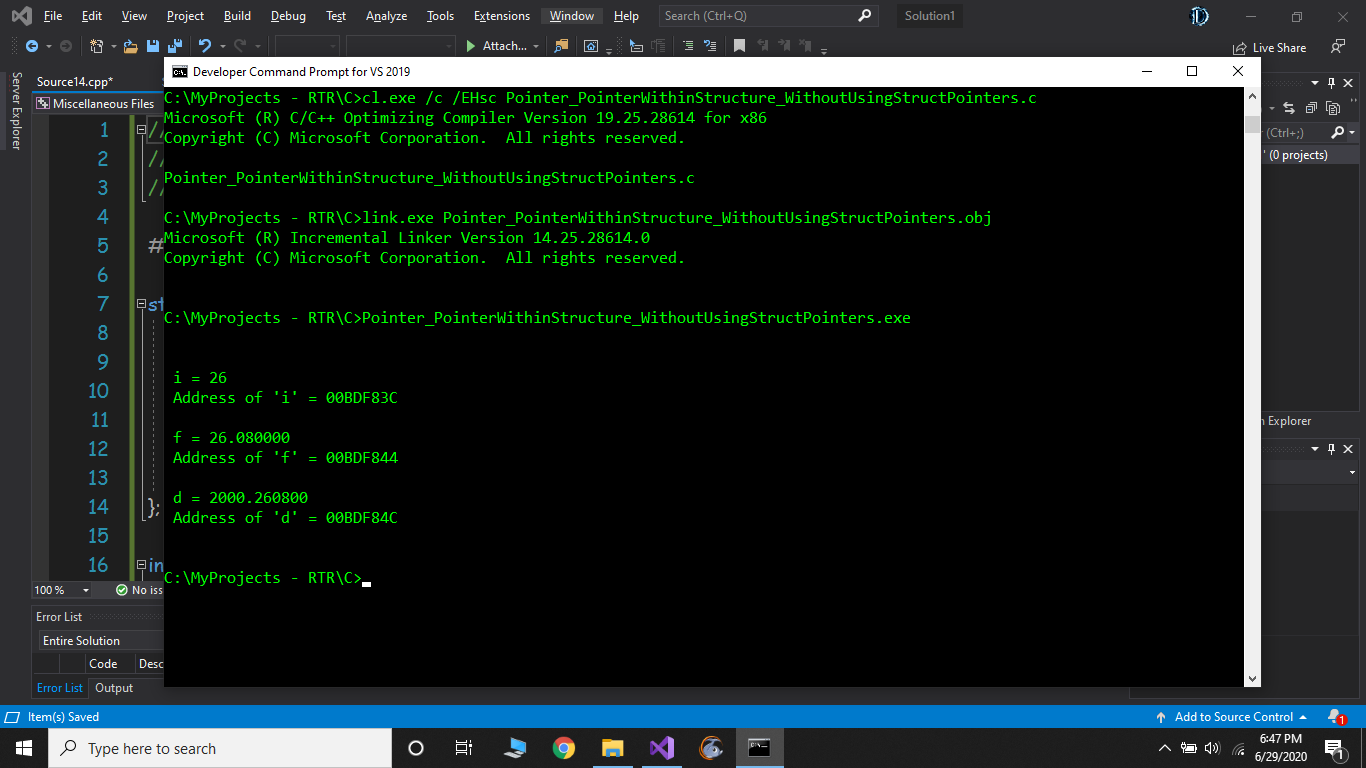 File Edit View Project Build Debug Test Analyze Tools Extensions Window Help Search (Ctrl+Q) Solution1
Attach... Live Share
Server Explorer
Source14.cpp*
Miscellaneous Files
1 //
2 //
3 //
4
5 #
6
7 st
8
9
10
11
12
13
14 };
15
16 in
100 % No iss
Error List
Entire Solution
Code Desc
Error List Output
Developer Command Prompt for VS 2019
C:\MyProjects - RTR\C>cl.exe /c /EHsc Pointer_PointerWithinStructure_WithoutUsingStructPointers.c
Microsoft (R) C/C++ Optimizing Compiler Version 19.25.28614 for x86
Copyright (C) Microsoft Corporation.  All rights reserved.
Pointer_PointerWithinStructure_WithoutUsingStructPointers.c
C:\MyProjects - RTR\C>link.exe Pointer_PointerWithinStructure_WithoutUsingStructPointers.obj
Microsoft (R) Incremental Linker Version 14.25.28614.0
Copyright (C) Microsoft Corporation.  All rights reserved.
C:\MyProjects - RTR\C>Pointer_PointerWithinStructure_WithoutUsingStructPointers.exe
i = 26
Address of 'i' = 00BDF83C
f = 26.080000
Address of 'f' = 00BDF844
d = 2000.260800
Address of 'd' = 00BDF84C
C:\MyProjects - RTR\C>
(Ctrl+;)
' (0 projects)
n Explorer
Item(s) Saved Add to Source Control 1
Type here to search
6:47 PM
6/29/2020
1